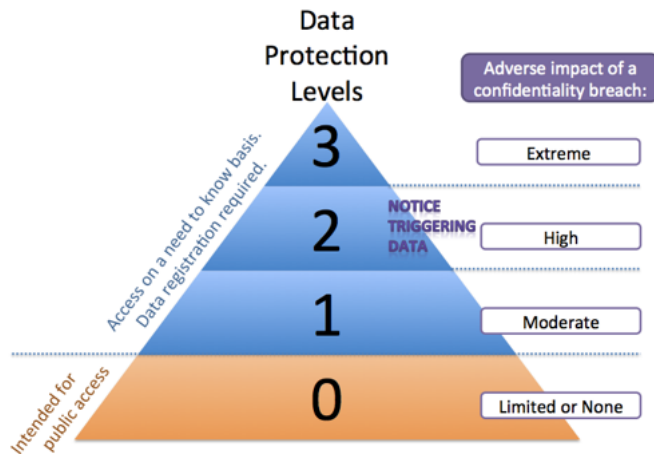 Data
Protection
Levels
Adverse impact of a
confidentiality breach:
3
Extreme
Access on a need to know basis.
Data registration required.
NOTICE
TRIGGERING
DATA
2
High
1
Moderate
Intended for
public access
0
Limited or None